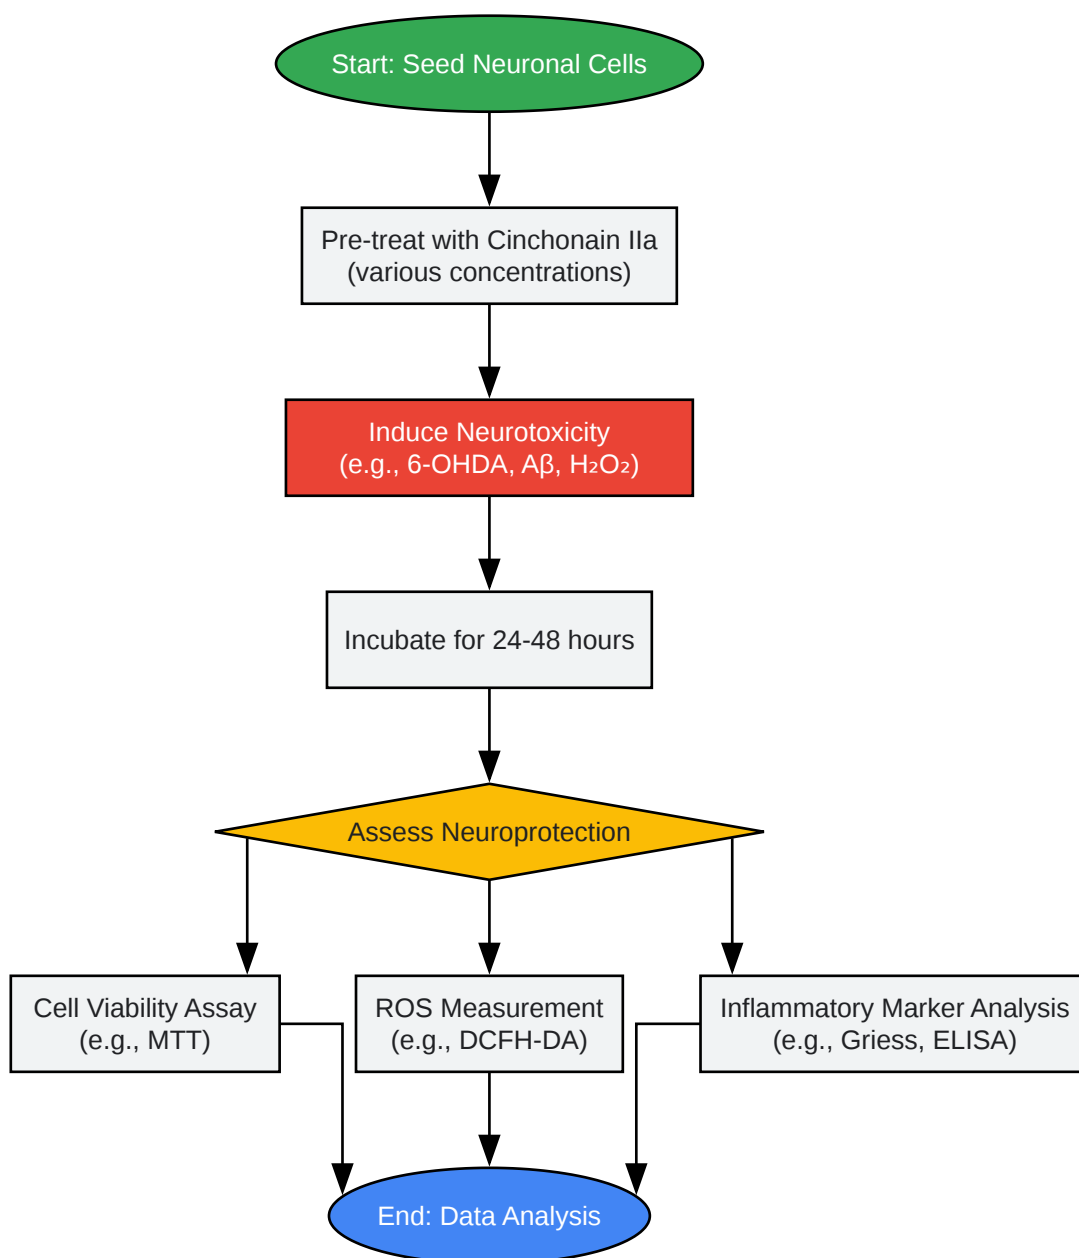 Start: Seed Neuronal Cells
Pre-treat with Cinchonain IIa
(various concentrations)
Induce Neurotoxicity
(e.g., 6-OHDA, Aβ, H₂O₂)
Incubate for 24-48 hours
Assess Neuroprotection
Cell Viability Assay
(e.g., MTT)
ROS Measurement
(e.g., DCFH-DA)
Inflammatory Marker Analysis
(e.g., Griess, ELISA)
End: Data Analysis